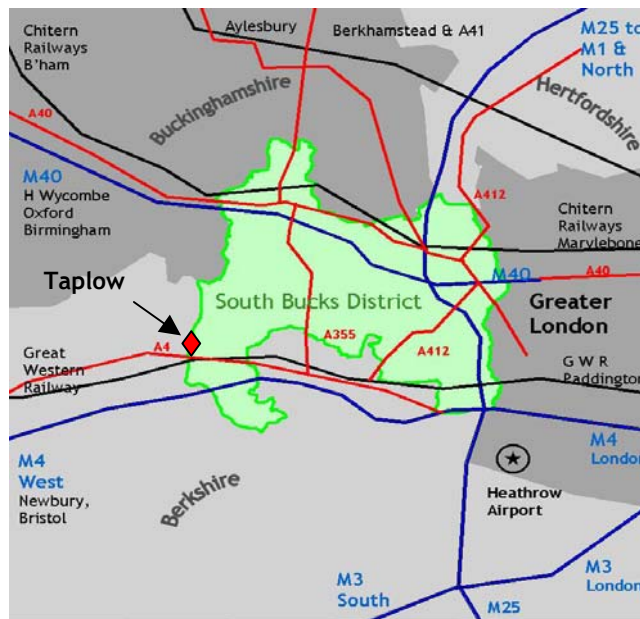 Chitern
Railways
B'ham
Aylesbury
Berkhamstead & A41
M25 to
M1 &
North
Buckinghamshire
Hertfordshire
A40
M40
H Wycombe
Oxford
Birmingham
A412
Chitern
Railways
Marylebone
M40
A40
Taplow
South Bucks District
Greater
London
A4
A355
A412
Great
Western
Railway
G W R
Paddington
M4
West
Newbury,
Bristol
Berkshire
M4
London
Heathrow
Airport
M3
South
M25
M3
London